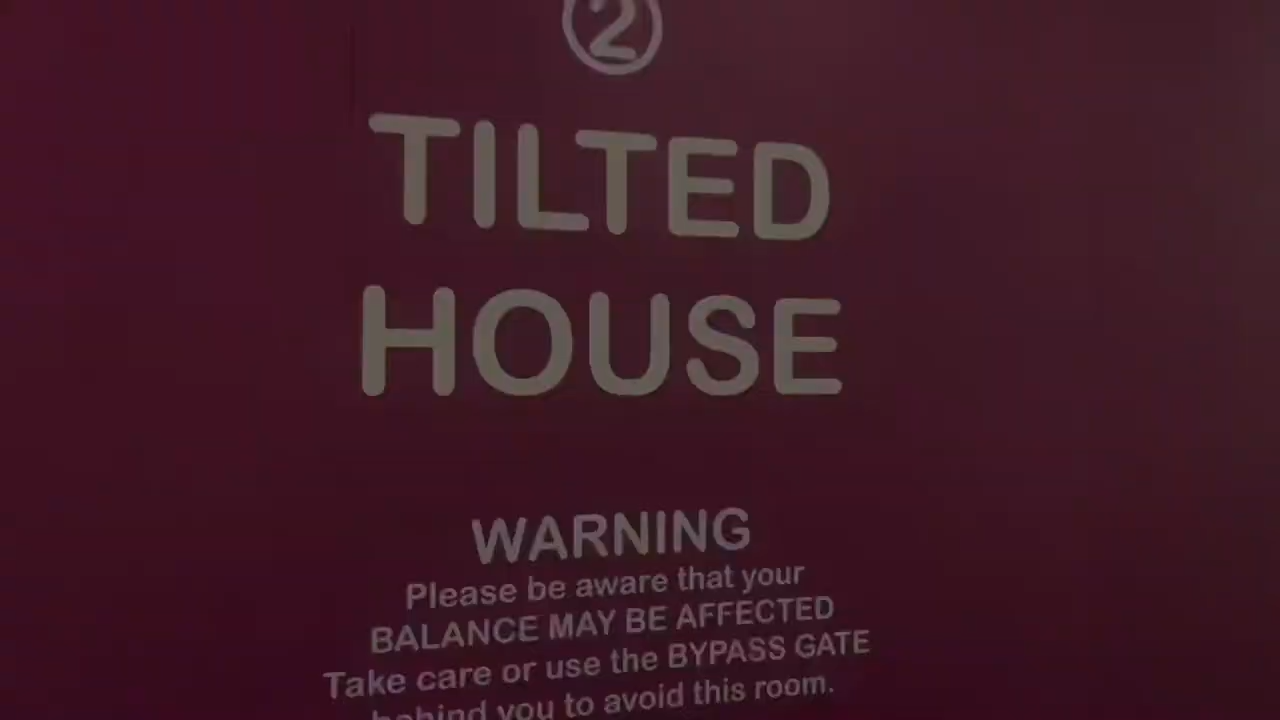 2
TILTED
HOUSE
WARNING
Please be aware that your
BALANCE MAY BE AFFECTED
Take care or use the BYPASS GATE
behind you to avoid this room.